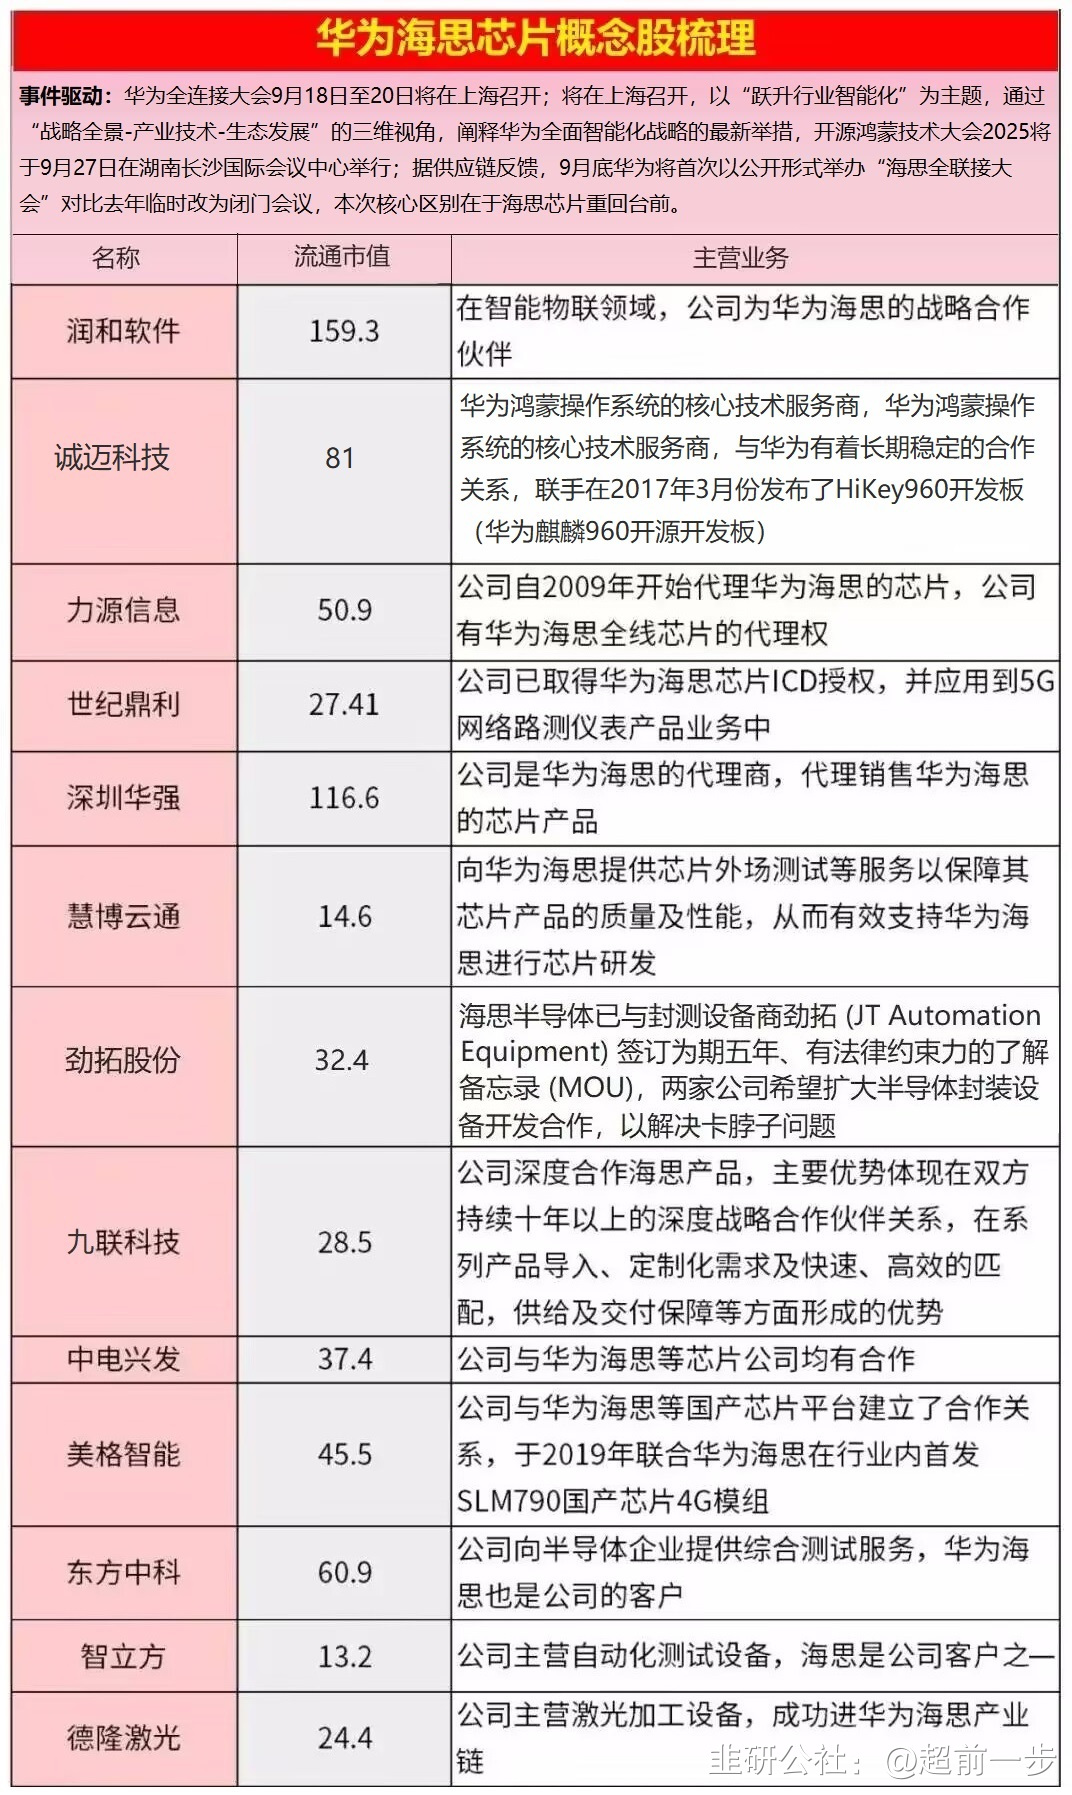 华为海思芯片概念股梳理
事件驱动：华为全连接大会9月18日至20日将在上海召开；将在上海召开，以“跃升行业智能化”为主题，通过
“战略全景-产业技术-生态发展”的三维视角，阐释华为全面智能化战略的最新举措，开源鸿蒙技术大会2025将
于9月27日在湖南长沙国际会议中心举行；据供应链反馈，9月底华为将首次以公开形式举办“海思全联接大
会”对比去年临时改为闭门会议，本次核心区别在于海思芯片重回台前。
名称 流通市值 主营业务
润和软件 159.3 在智能物联领域，公司为华为海思的战略合作
伙伴
诚迈科技 81 华为鸿蒙操作系统的核心技术服务商，华为鸿蒙操作
系统的核心技术服务商，与华为有着长期稳定的合作
关系，联手在2017年3月份发布了HiKey960开发板
（华为麒麟960开源开发板）
力源信息 50.9 公司自2009年开始代理华为海思的芯片，公司
有华为海思全线芯片的代理权
世纪鼎利 27.41 公司已取得华为海思芯片ICD授权，并应用到5G
网络路测仪表产品业务中
深圳华强 116.6 公司是华为海思的代理商，代理销售华为海思
的芯片产品
慧博云通 14.6 向华为海思提供芯片外场测试等服务以保障其
芯片产品的质量及性能，从而有效支持华为海
思进行芯片研发
劲拓股份 32.4 海思半导体已与封测设备商劲拓 (JT Automation
Equipment) 签订为期五年、有法律约束力的了解
备忘录 (MOU)，两家公司希望扩大半导体封装设
备开发合作，以解决卡脖子问题
九联科技 28.5 公司深度合作海思产品，主要优势体现在双方
持续十年以上的深度战略合作伙伴关系，在系
列产品导入、定制化需求及快速、高效的匹
配，供给及交付保障等方面形成的优势
中电兴发 37.4 公司与华为海思等芯片公司均有合作
美格智能 45.5 公司与华为海思等国产芯片平台建立了合作关
系，于2019年联合华为海思在行业内首发
SLM790国产芯片4G模组
东方中科 60.9 公司向半导体企业提供综合测试服务，华为海
思也是公司的客户
智立方 13.2 公司主营自动化测试设备，海思是公司客户之一
德隆激光 24.4 公司主营激光加工设备，成功进华为海思产业
链
韭研公社：@超前一步